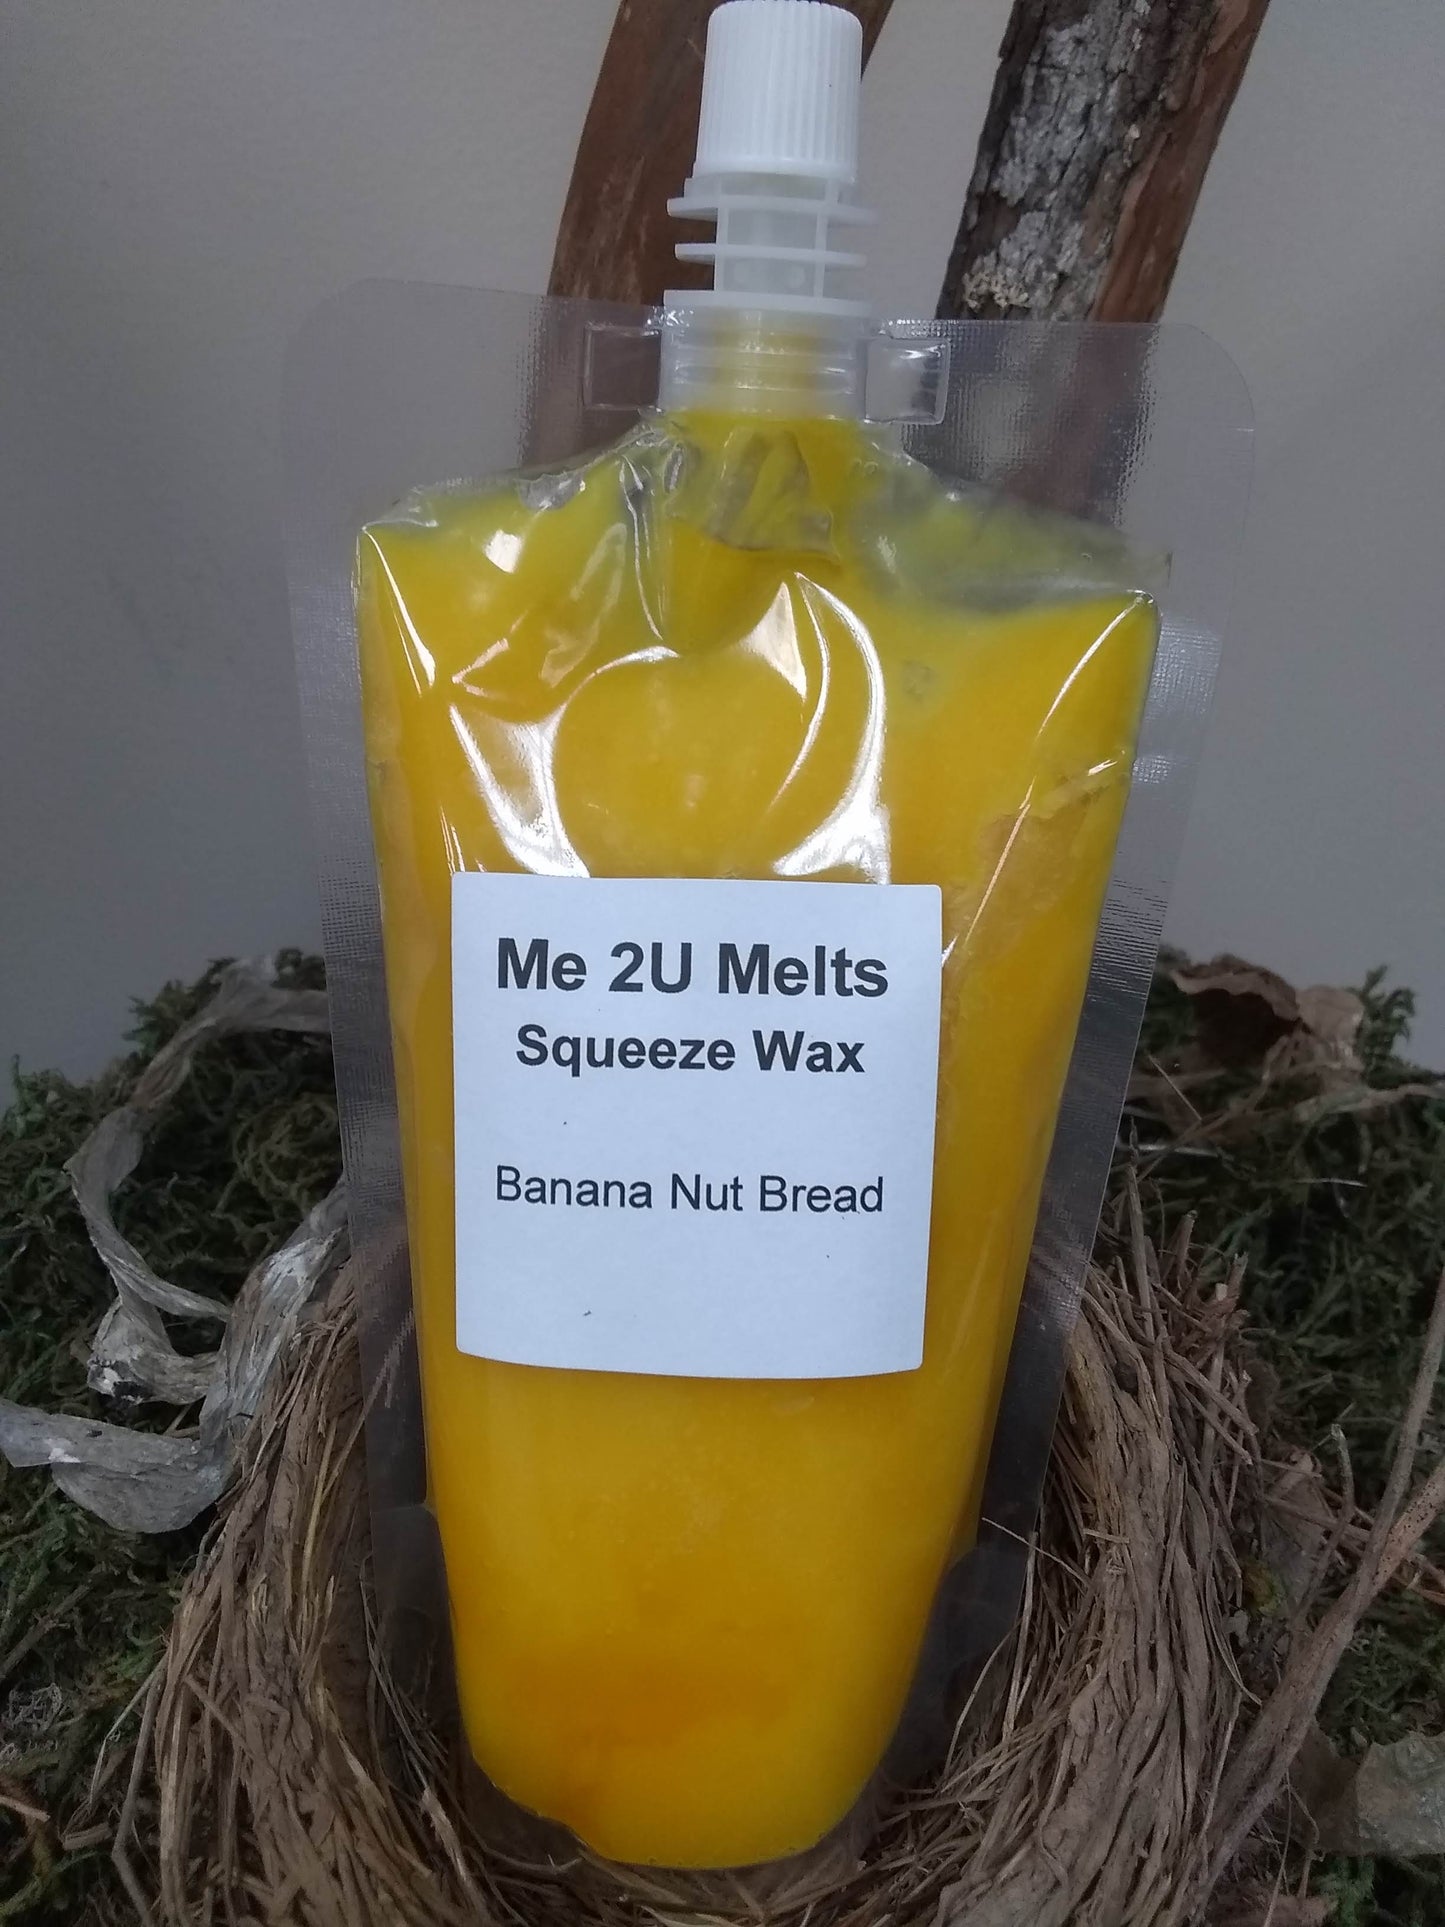 Me 2U Melts
Squeeze Wax
Banana Nut Bread